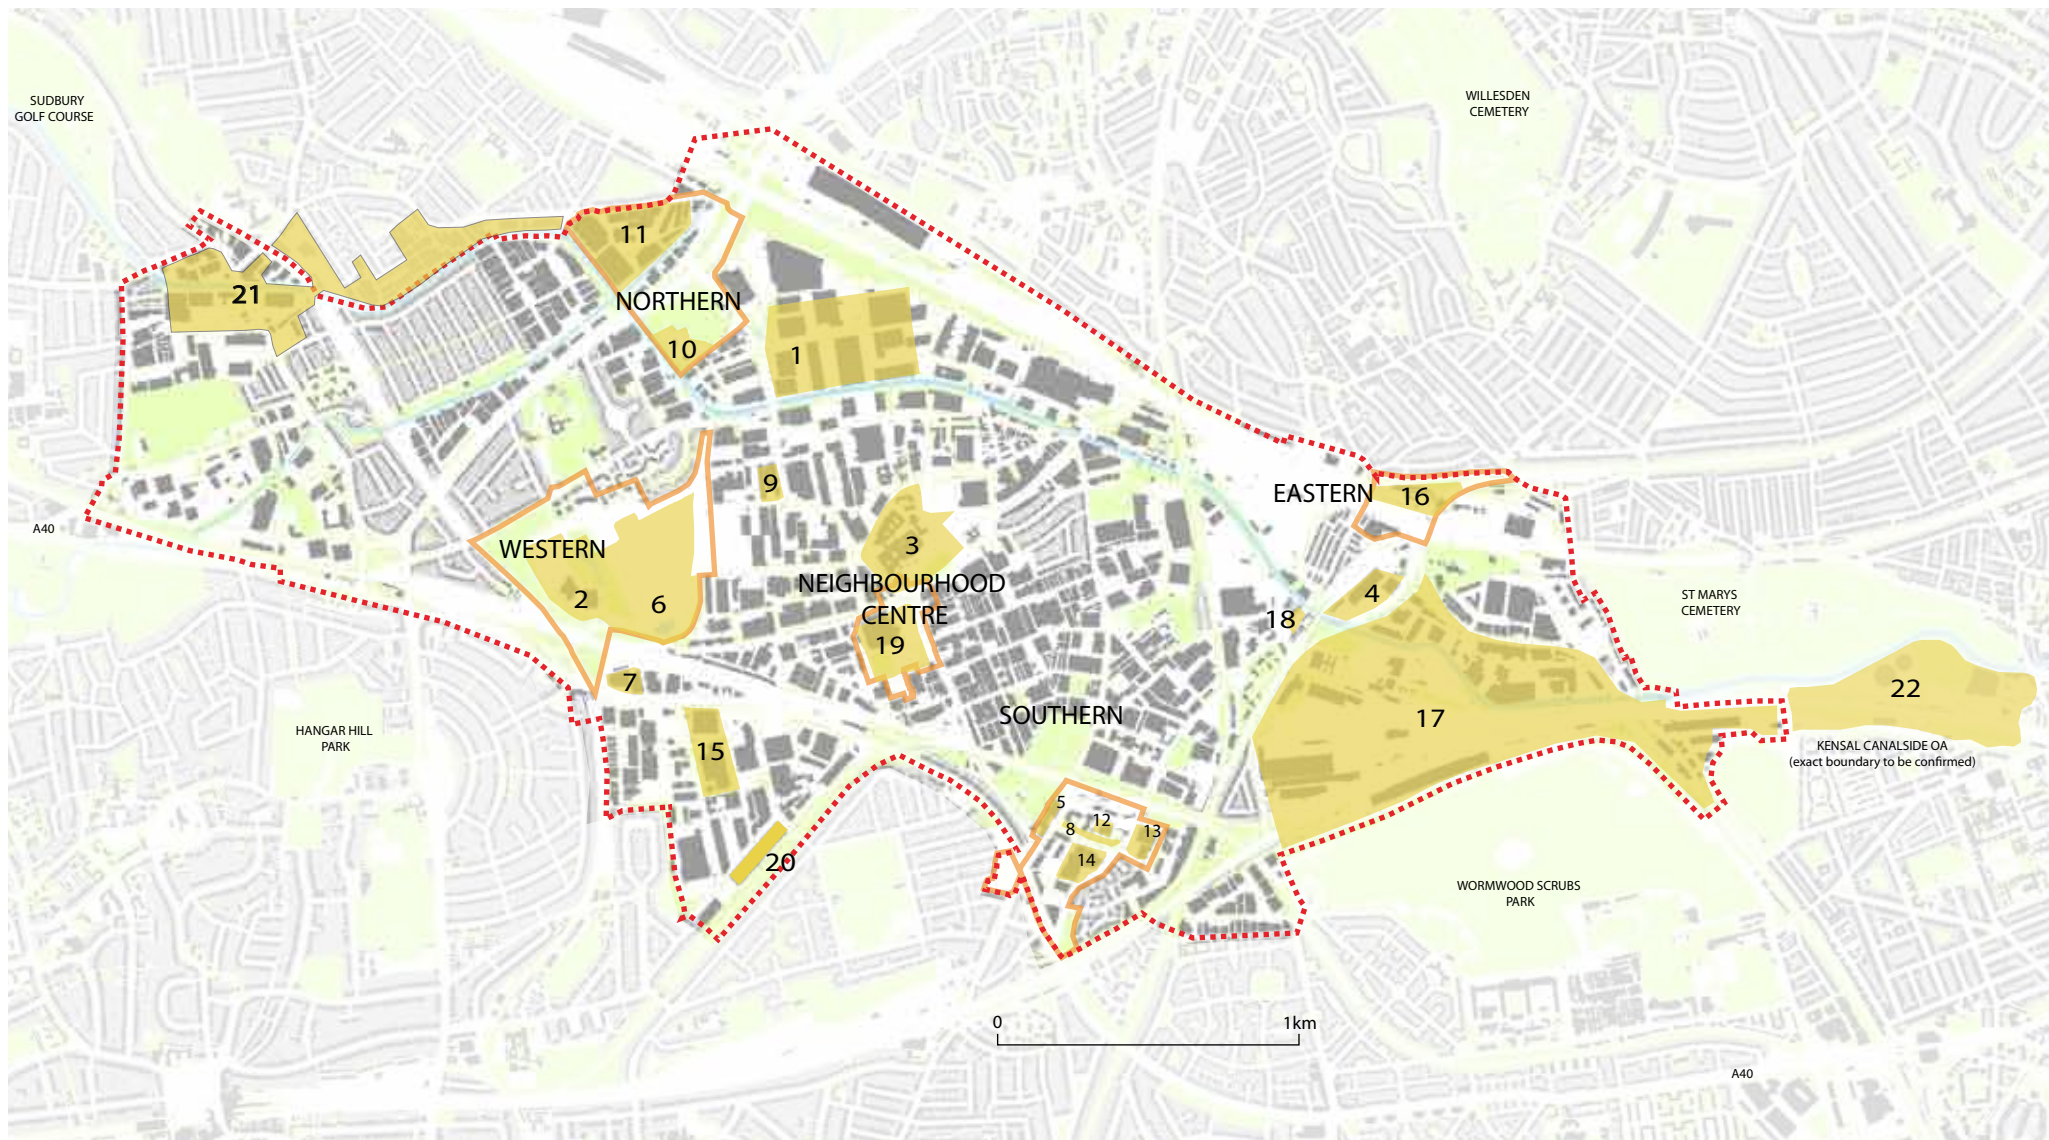 SUDBURY
GOLF COURSE
WILLESDEN
CEMETERY
11
21
NORTHERN
10
1
9
EASTERN
16
A40
WESTERN
3
2
6
NEIGHBOURHOOD
CENTRE
19
4
18
ST MARYS
CEMETERY
7
22
SOUTHERN
17
HANGAR HILL
PARK
15
KENSAL CANALSIDE OA
(exact boundary to be confirmed)
5
12
8
13
14
20
WORMWOOD SCRUBS
PARK
0
1km
A40